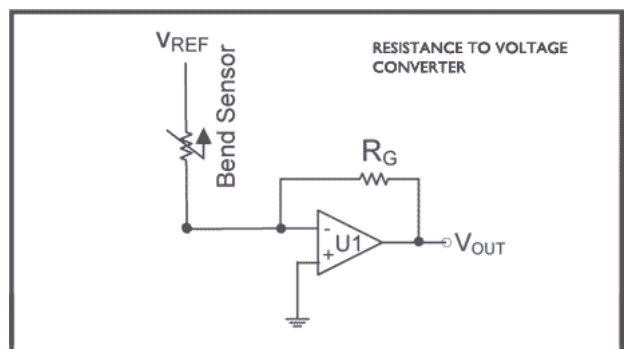 VREF
RESISTANCE TO VOLTAGE
CONVERTER
Bend Sensor
RG
-
U1
+
VOUT